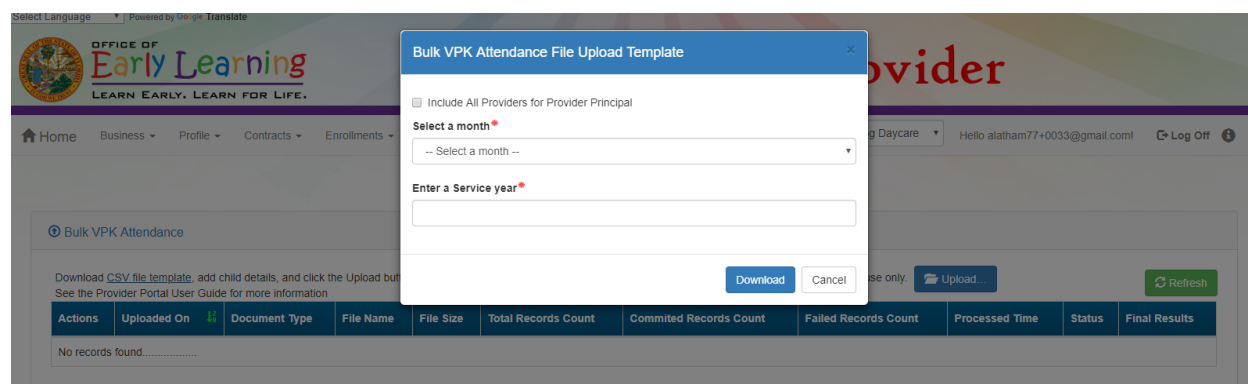 Select Language Powered by Google Translate
OFFICE OF
Early Learning
LEARN EARLY. LEARN FOR LIFE.
Bulk VPK Attendance File Upload Template ×
Include All Providers for Provider Principal
Select a month*
-- Select a month --
Enter a Service year*
Download Cancel
Home Business Profile Contracts Enrollments Daycare Hello alatham77+0033@gmail.com! Log Off
Bulk VPK Attendance
Download CSV file template, add child details, and click the Upload only. Upload...
See the Provider Portal User Guide for more information
Refresh
Actions Uploaded On Document Type File Name File Size Total Records Count Commited Records Count Failed Records Count Processed Time Status Final Results
No records found..................